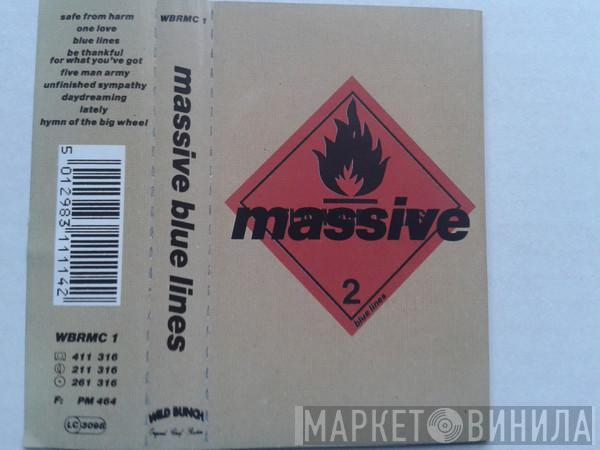 safe from harm
one love
blue lines
be thankful
for what you've got
five man army
unfinished sympathy
daydreaming
lately
hymn of the big wheel
5 012983 111142
WBRMC 1
411 316
211 316
261 316
F: PM 464
LC 3098
WBRMC 1
massive blue lines
WILD BUNCH
massive
2
blue lines
МАРКЕТ ВИНИЛА